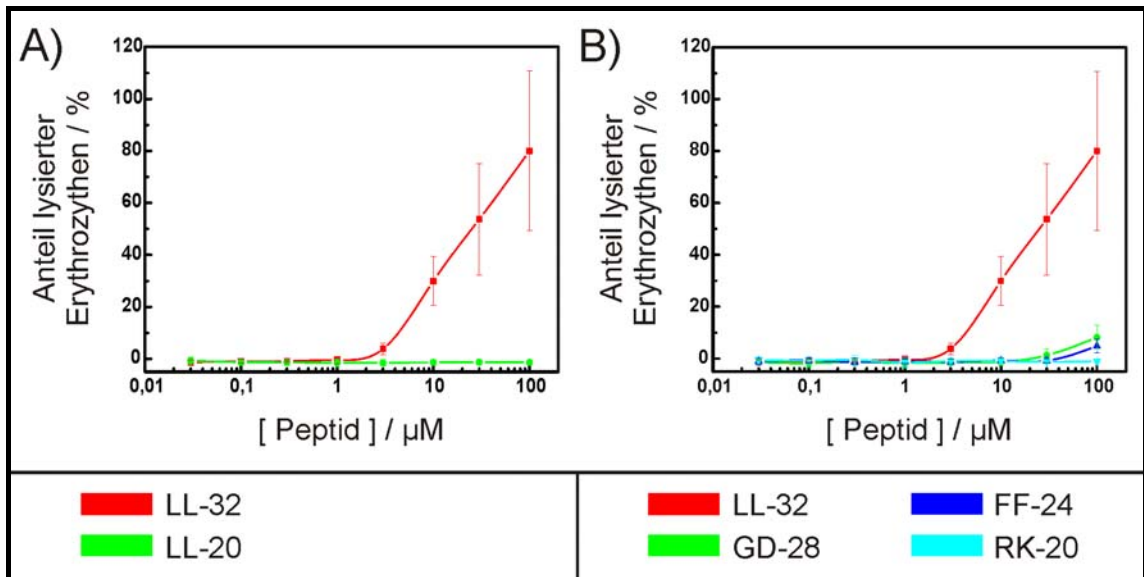 A)
Anteil lysierter
Erythrozythen / %
120
100
80
60
40
20
0
0,01
0,1
1
10
100
[ Peptid ] / µM
B)
Anteil lysierter
Erythrozythen / %
120
100
80
60
40
20
0
0,01
0,1
1
10
100
[ Peptid ] / µM
LL-32
LL-20
LL-32
FF-24
GD-28
RK-20